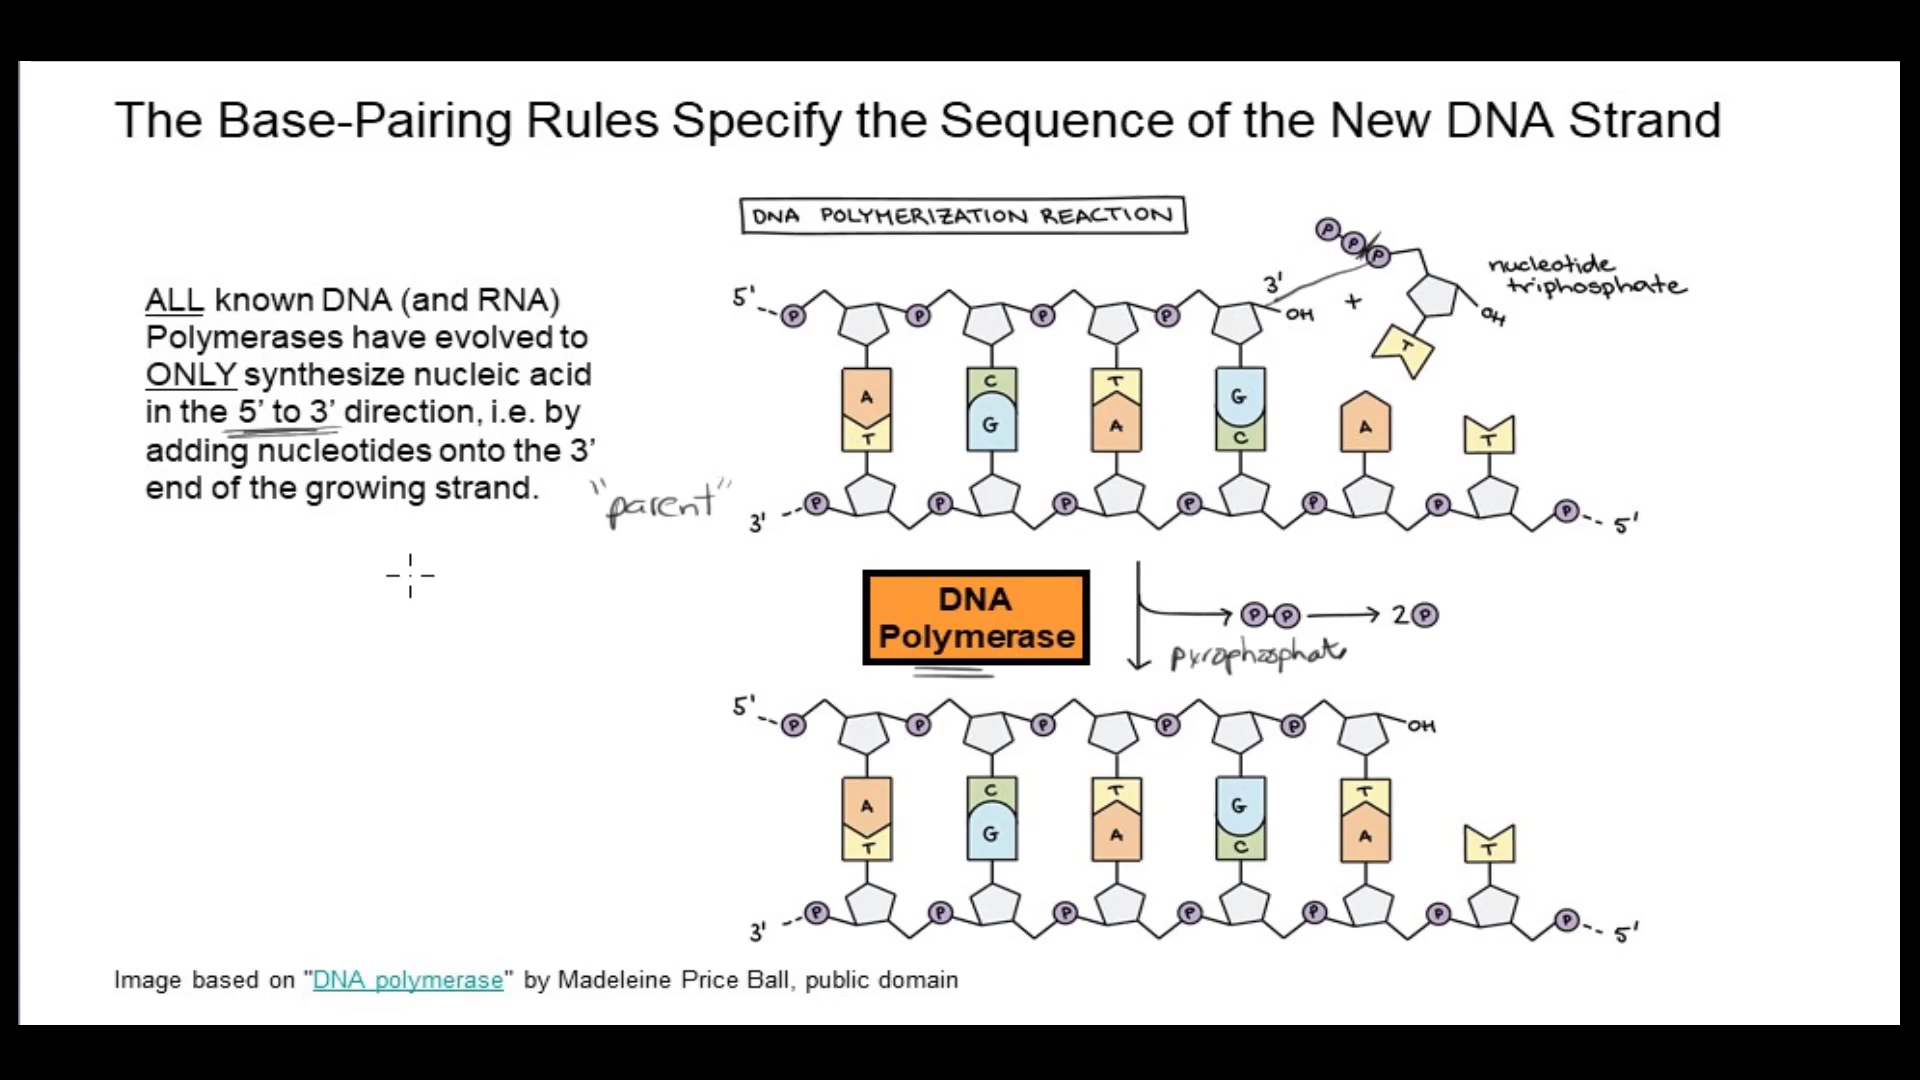 The Base-Pairing Rules Specify the Sequence of the New DNA Strand
DNA POLYMERIZATION REACTION
ALL known DNA (and RNA)
Polymerases have evolved to
ONLY synthesize nucleic acid
in the 5’ to 3’ direction, i.e. by
adding nucleotides onto the 3’
end of the growing strand.
P P P
nucleotide
triphosphate
5' P P P P 3' OH + OH
T
A C T G
T G A C A T
"parent"
3' P P P P P P P 5'
DNA
Polymerase
P P 2 P
pyrophosphate
5' P P P P P OH
A C T G T
T G A C A T
3' P P P P P P P 5'
Image based on "DNA polymerase" by Madeleine Price Ball, public domain